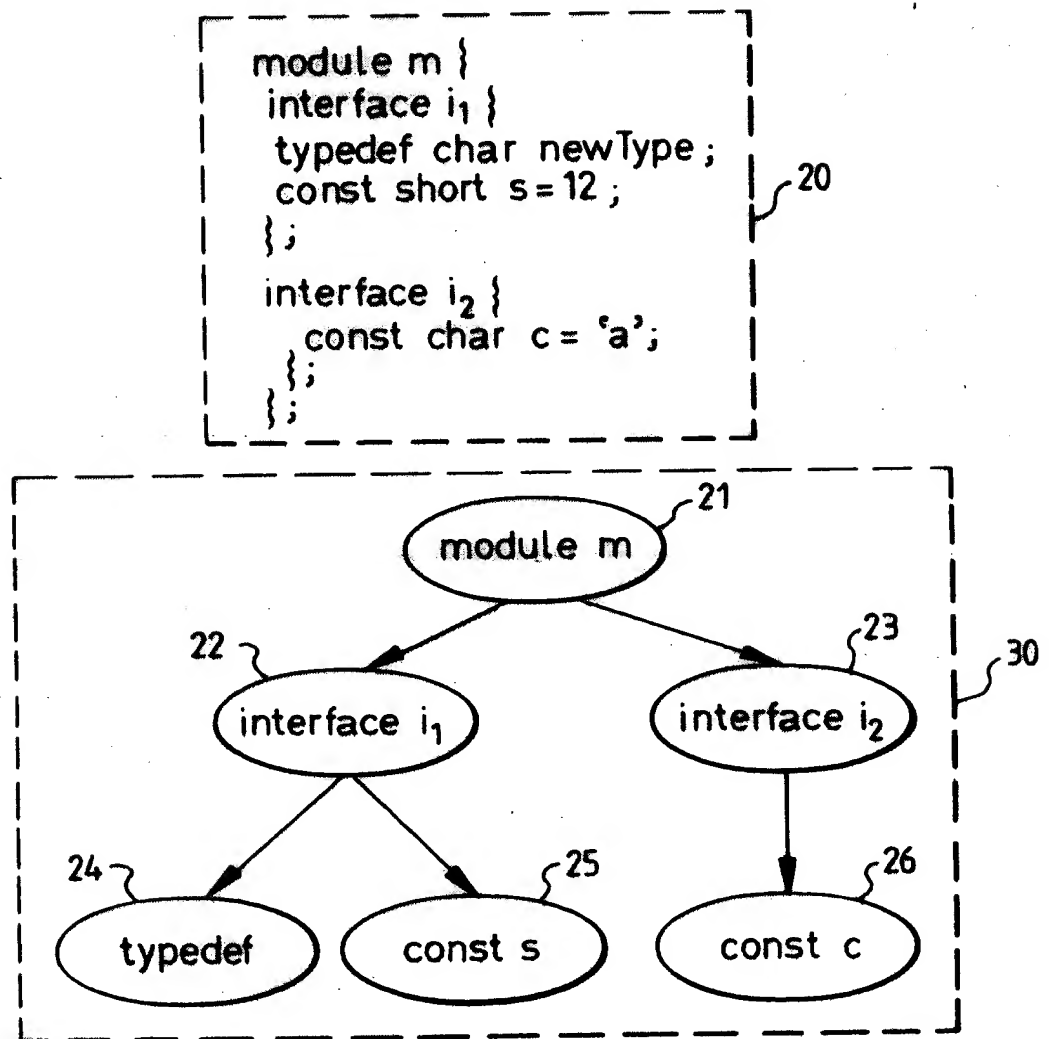 module m {
interface i₁ }
typedef char newType;
const short s=12;
};
20
interface i₂ }
const char c = ‘a’;
};
};
21
module m
22
23
30
interface i₁
interface i₂
24
25
26
typedef
const s
const c